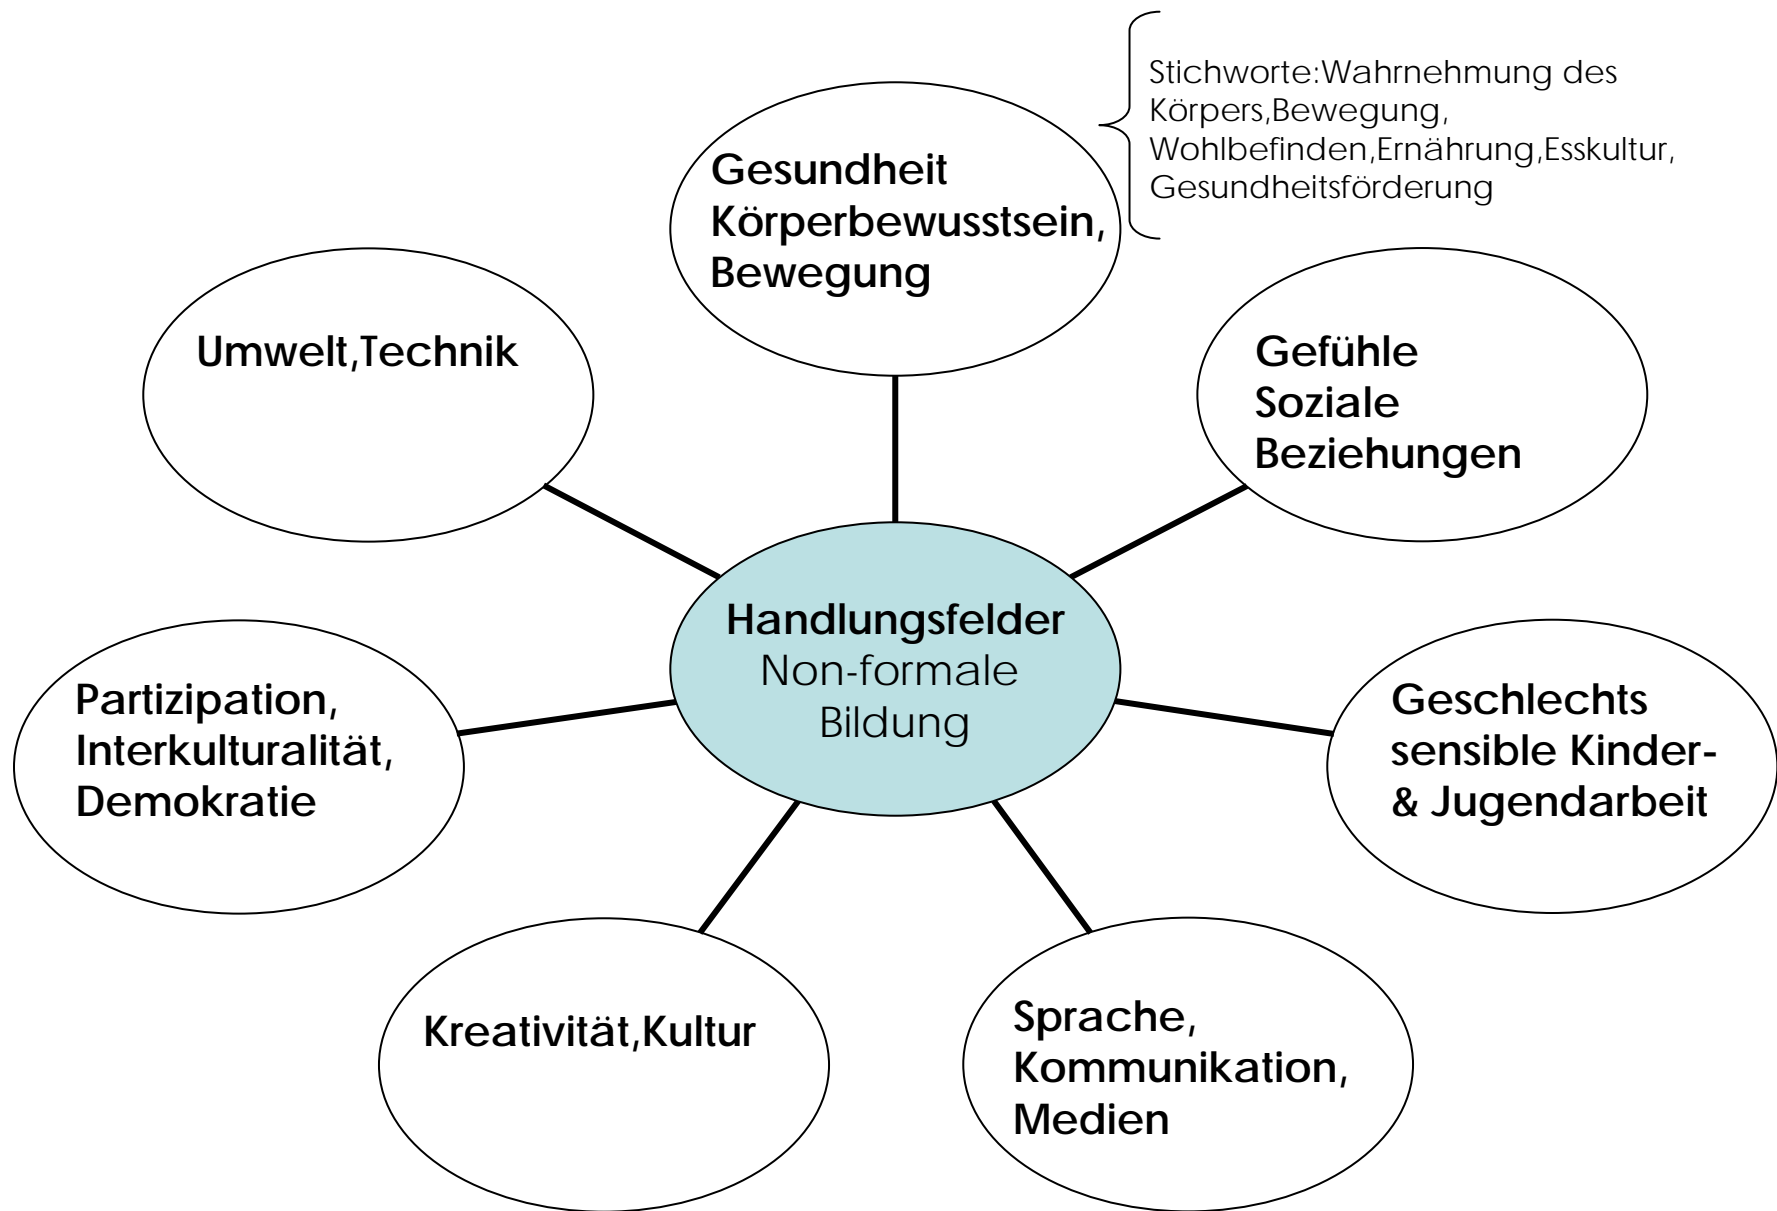 Stichworte:Wahrnehmung des
Körpers,Bewegung,
Wohlbefinden,Ernährung,Esskultur,
Gesundheitsförderung
Gesundheit
Körperbewusstsein,
Bewegung
Umwelt,Technik
Gefühle
Soziale
Beziehungen
Handlungsfelder
Non-formale
Bildung
Partizipation,
Interkulturalität,
Demokratie
Geschlechts
sensible Kinder-
& Jugendarbeit
Kreativität,Kultur
Sprache,
Kommunikation,
Medien